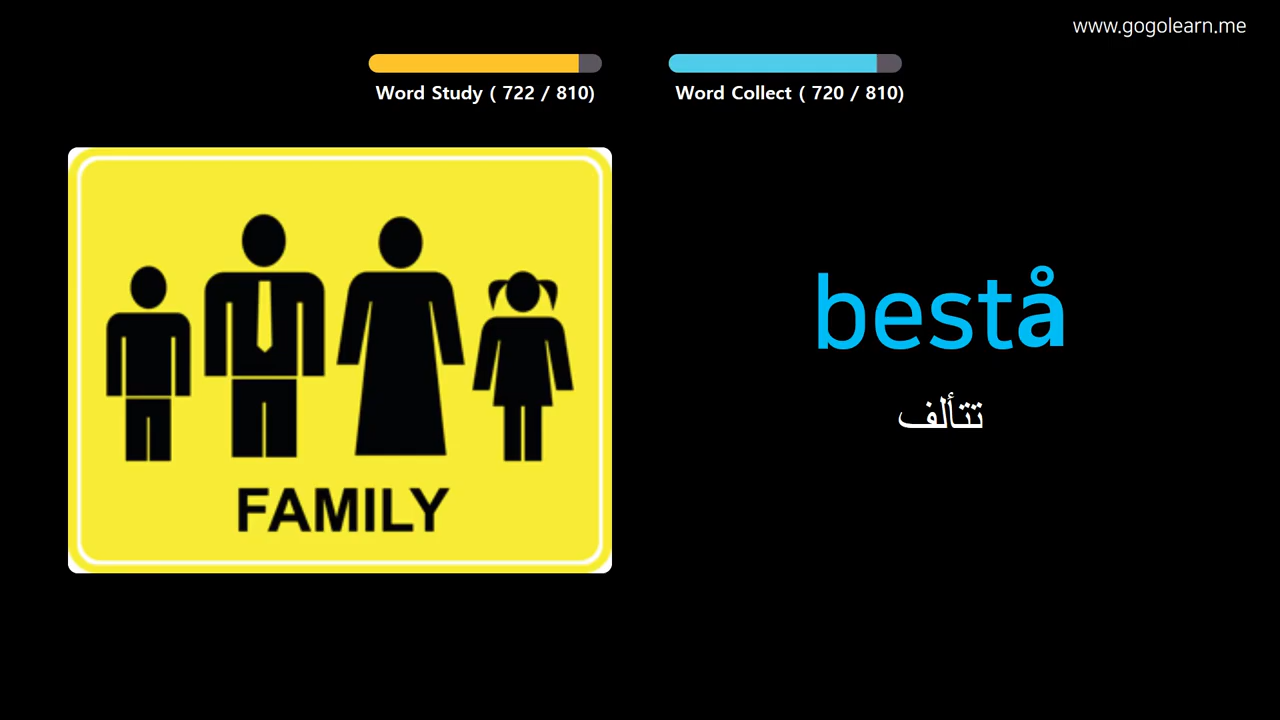 www.gogolearn.me
Word Study ( 722 / 810)
Word Collect ( 720 / 810)
FAMILY
bestå
تتألف